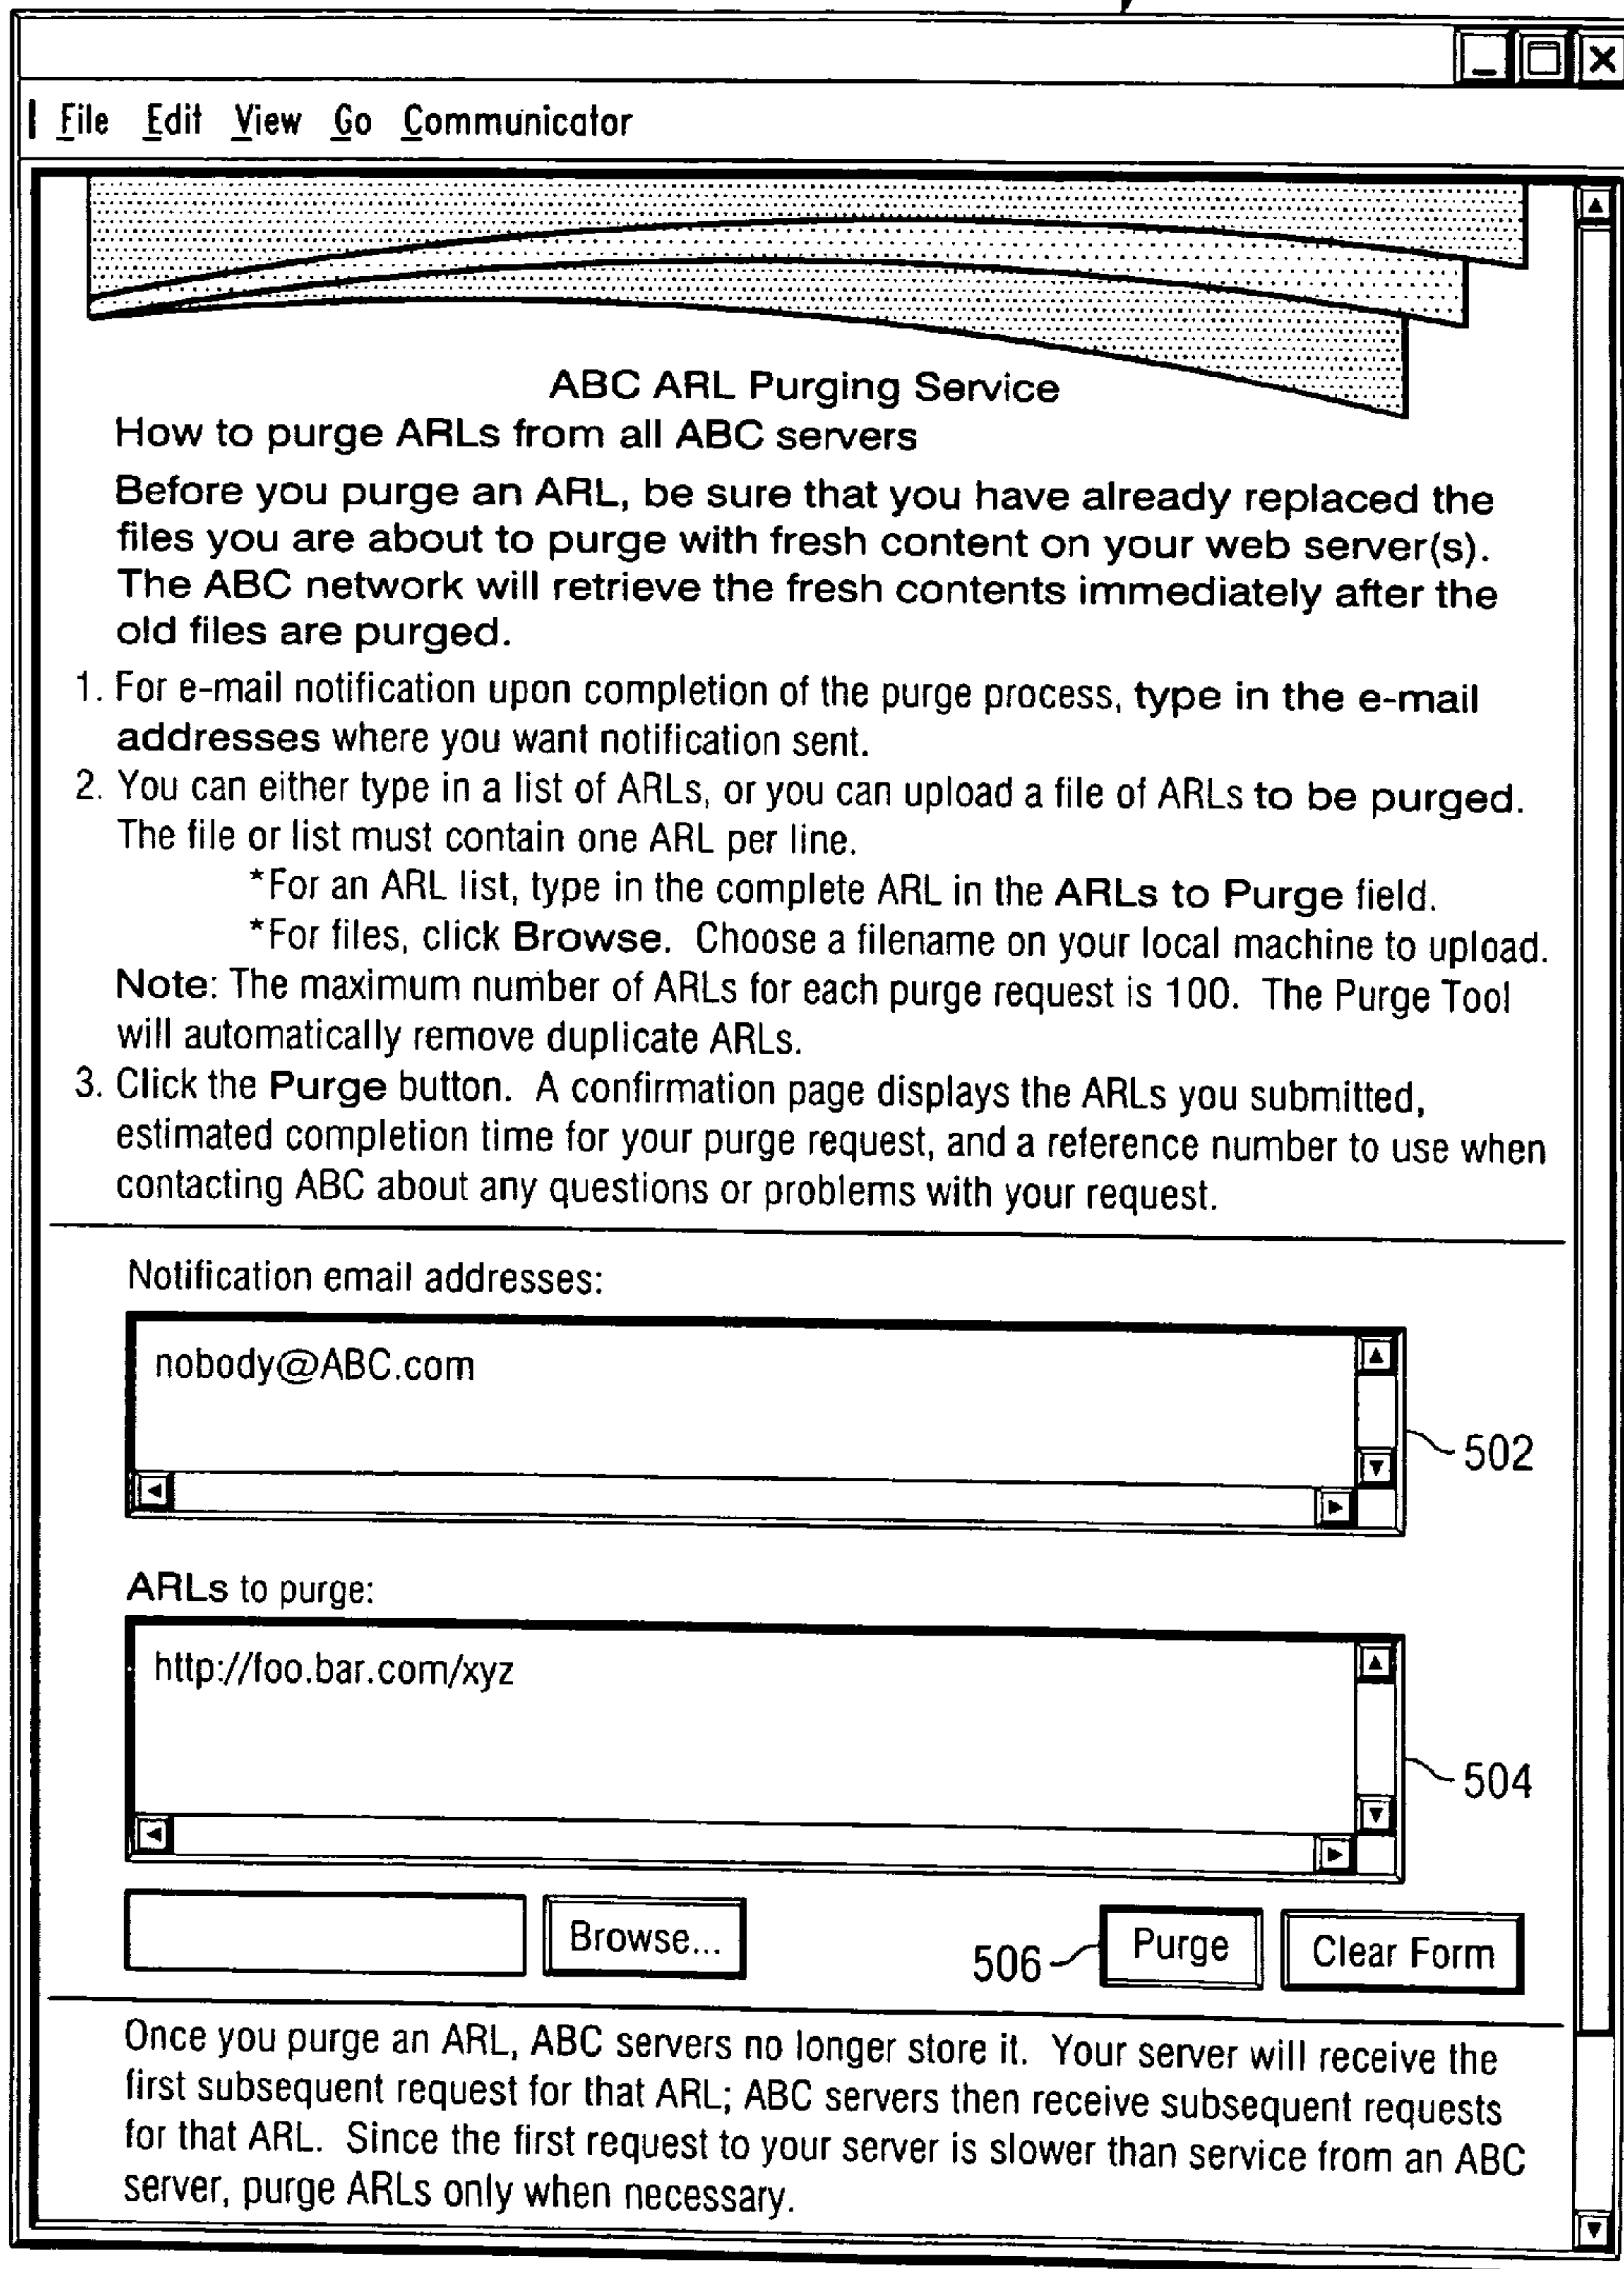 File Edit View Go Communicator
ABC ARL Purging Service
How to purge ARLs from all ABC servers
Before you purge an ARL, be sure that you have already replaced the
files you are about to purge with fresh content on your web server(s).
The ABC network will retrieve the fresh contents immediately after the
old files are purged.
1. For e-mail notification upon completion of the purge process, type in the e-mail
addresses where you want notification sent.
2. You can either type in a list of ARLs, or you can upload a file of ARLs to be purged.
The file or list must contain one ARL per line.
*For an ARL list, type in the complete ARL in the ARLs to Purge field.
*For files, click Browse. Choose a filename on your local machine to upload.
Note: The maximum number of ARLs for each purge request is 100. The Purge Tool
will automatically remove duplicate ARLs.
3. Click the Purge button. A confirmation page displays the ARLs you submitted,
estimated completion time for your purge request, and a reference number to use when
contacting ABC about any questions or problems with your request.
Notification email addresses:
nobody@ABC.com
502
ARLs to purge:
http://foo.bar.com/xyz
504
Browse... 506 Purge Clear Form
Once you purge an ARL, ABC servers no longer store it. Your server will receive the
first subsequent request for that ARL; ABC servers then receive subsequent requests
for that ARL. Since the first request to your server is slower than service from an ABC
server, purge ARLs only when necessary.